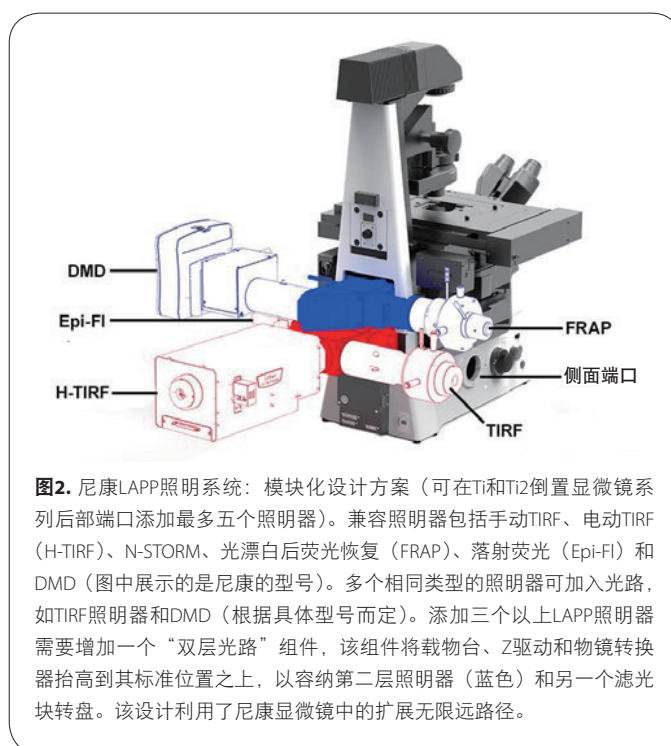 DMD
Epi-Fl
FRAP
侧面端口
H-TIRF
TIRF
图2. 尼康LAPP照明系统：模块化设计方案（可在Ti和Ti2倒置显微镜系
列后部端口添加最多五个照明器）。兼容照明器包括手动TIRF、电动TIRF
（H-TIRF）、N-STORM、光漂白后荧光恢复（FRAP）、落射荧光（Epi-Fl）和
DMD（图中展示的是尼康的型号）。多个相同类型的照明器可加入光路，
如TIRF照明器和DMD（根据具体型号而定）。添加三个以上LAPP照明器
需要增加一个“双层光路”组件，该组件将载物台、Z驱动和物镜转换
器抬高到其标准位置之上，以容纳第二层照明器（蓝色）和另一个滤光
块转盘。该设计利用了尼康显微镜中的扩展无限远路径。